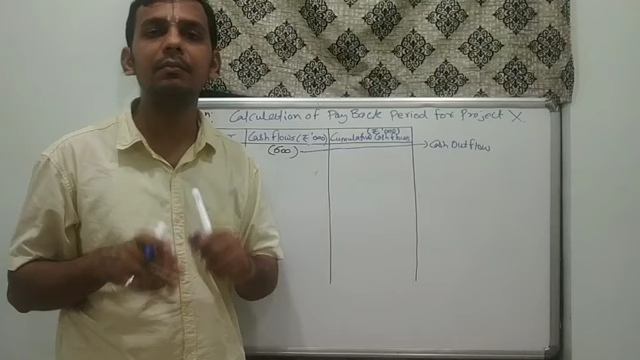 Calculation of Pay Back Period for Project X.
Cash flows (₹'000) Cumulative Cash flows (₹'000)
(600) → Cash Outflow